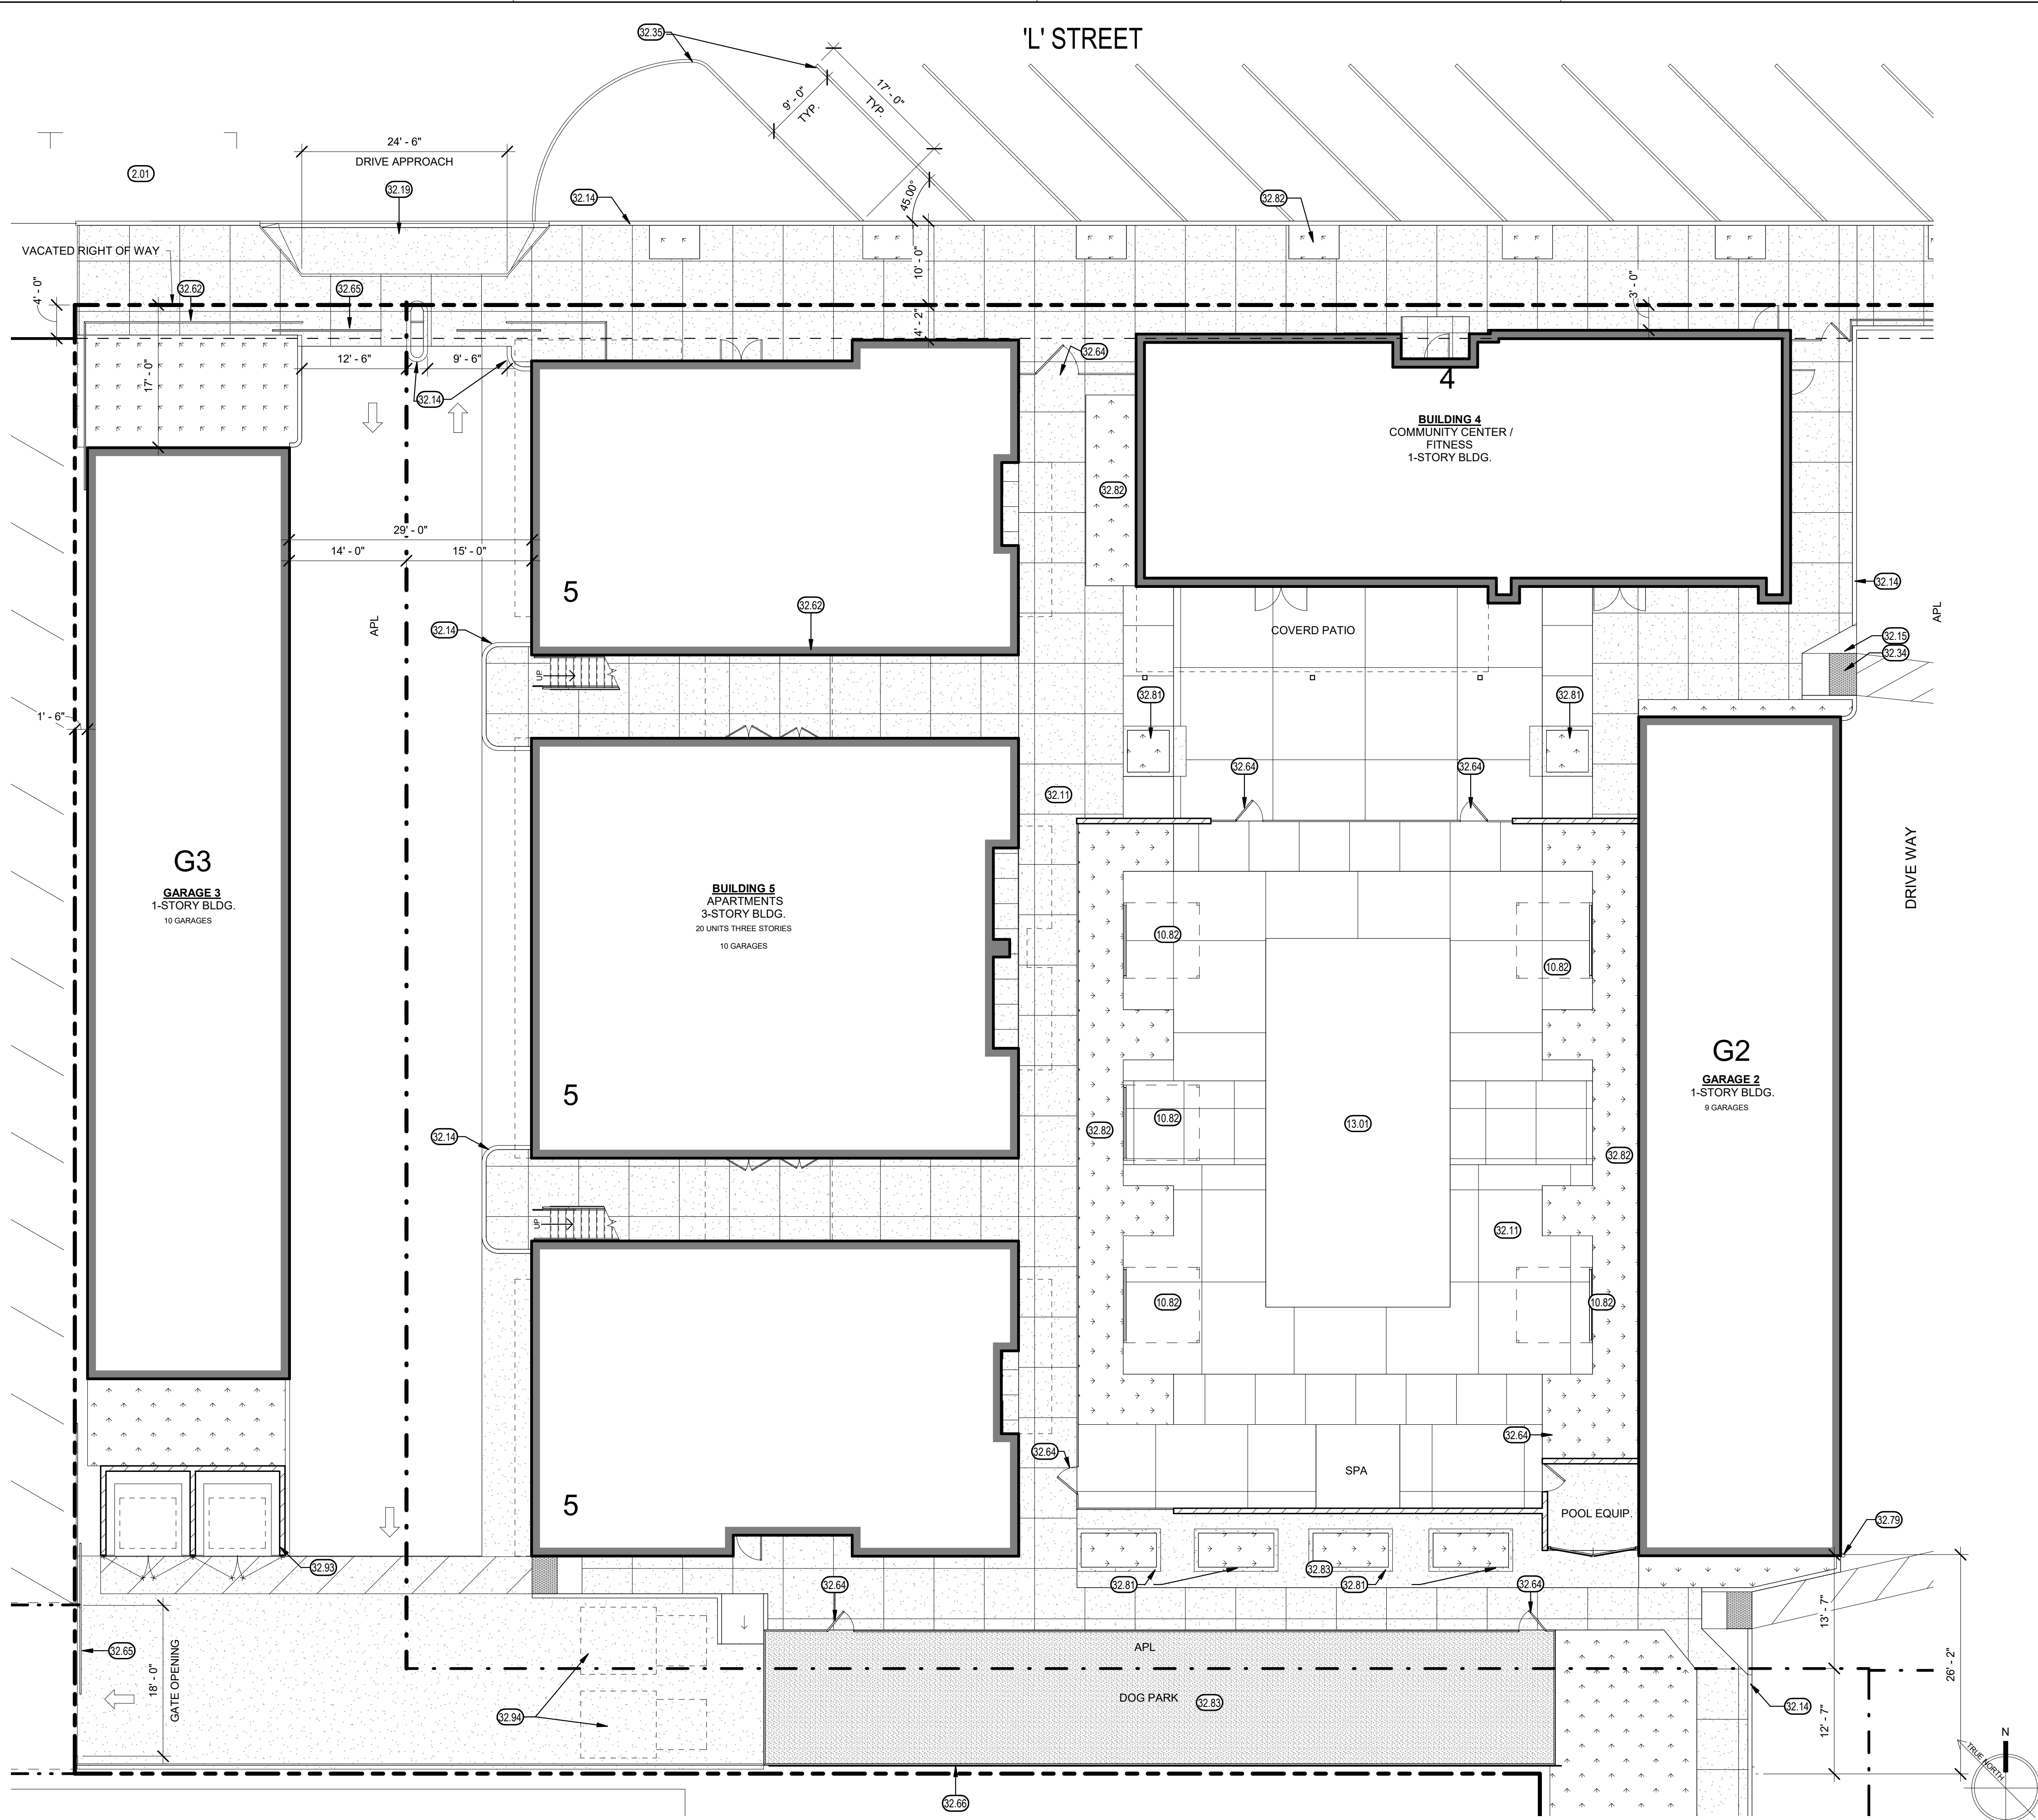 'L' STREET
32.35
9' - 0"
TYP.
17' - 0"
TYP.
24' - 6"
DRIVE APPROACH
2.01
32.19
32.14
45.00°
32.82
VACATED RIGHT OF WAY
10' - 0"
4' - 0"
32.62
32.65
3' - 0"
4' - 2"
12' - 6"
9' - 6"
32.64
17' - 0"
32.14
4
BUILDING 4
COMMUNITY CENTER /
FITNESS
1-STORY BLDG.
32.82
29' - 0"
14' - 0"
15' - 0"
5
32.62
32.14
APL
APL
32.14
COVERD PATIO
32.15
32.34
UP
32.81
32.81
1' - 6"
32.64
32.64
32.11
G3
GARAGE 3
1-STORY BLDG.
10 GARAGES
BUILDING 5
APARTMENTS
3-STORY BLDG.
20 UNITS THREE STORIES
10 GARAGES
DRIVE WAY
10.82
10.82
G2
GARAGE 2
1-STORY BLDG.
9 GARAGES
5
10.82
13.01
32.14
32.82
32.82
UP
32.11
10.82
10.82
32.64
32.64
SPA
5
POOL EQUIP.
32.79
32.93
32.83
32.81
32.81
32.64
32.64
13' - 7"
32.65
18' - 0"
GATE OPENING
APL
26' - 2"
DOG PARK
32.83
32.94
32.14
12' - 7"
N
TRUE NORTH
32.66